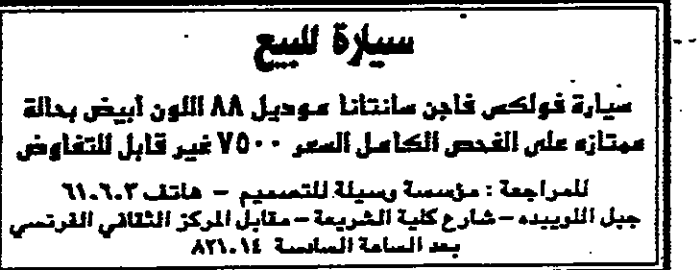 سيارة للبيع
سيارة فولكس فاجن سانتانا موديل ٨٨ اللون أبيض بحالة
ممتازه على الفحص الكامل السعر ٧٥٠٠ غير قابل للتفاوض
للمراجعة : مؤسسة وسيلة للتصميم – هاتف ٦١٠٦٠٣
جبل اللويبده – شارع كلية الشريعة – مقابل المركز الثقافي الفرنسي
بعد الساعة السادسة ٨٢١٠١٤